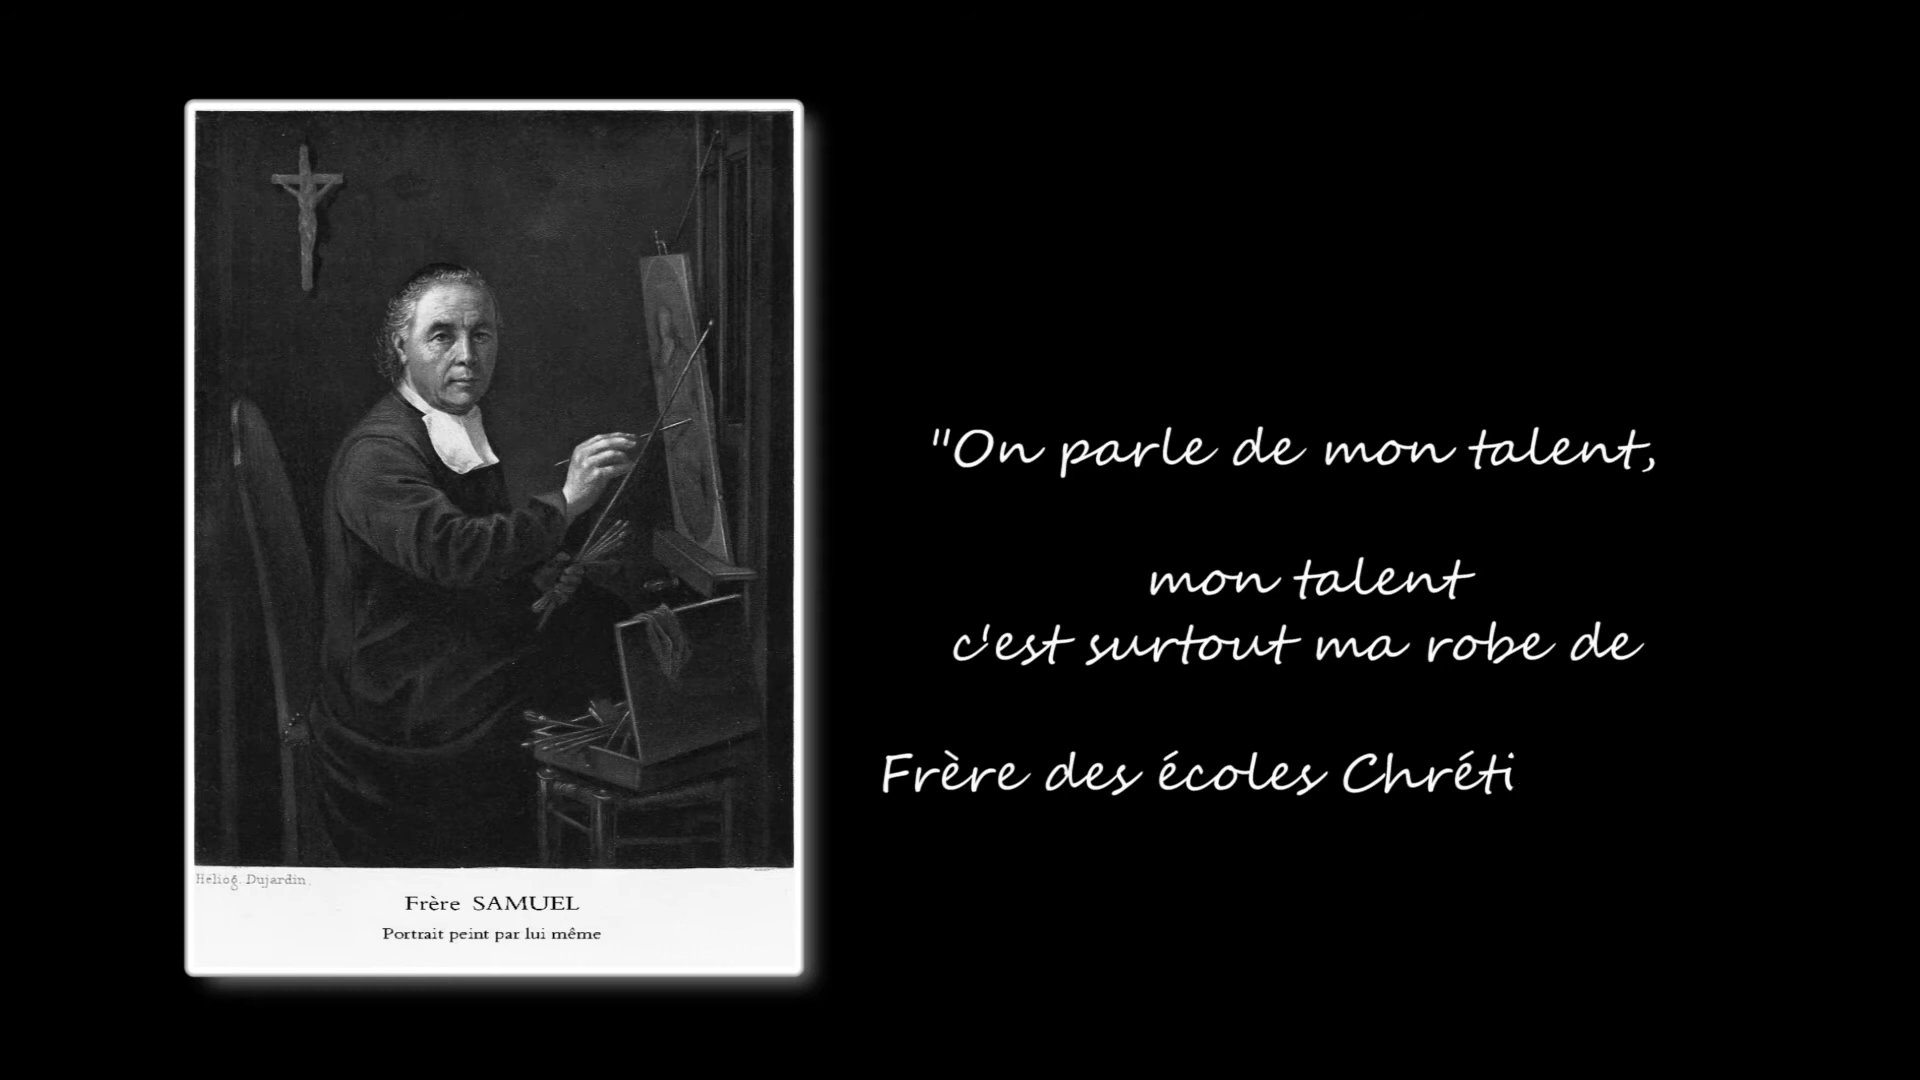 Héliog. Dujardin.
Frère SAMUEL
Portrait peint par lui même
"On parle de mon talent,
mon talent
c'est surtout ma robe de
Frère des écoles Chréti